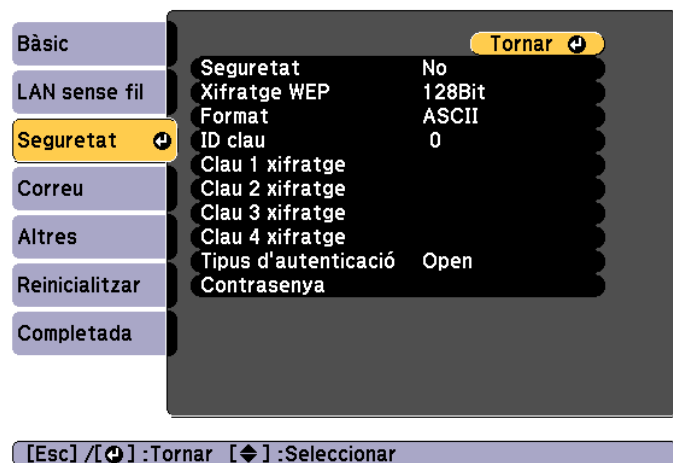 Bàsic
LAN sense fil
Seguretat
Correu
Altres
Reinicialitzar
Completada
Tornar
Seguretat No
Xifratge WEP 128Bit
Format ASCII
ID clau 0
Clau 1 xifratge
Clau 2 xifratge
Clau 3 xifratge
Clau 4 xifratge
Tipus d'autenticació Open
Contrasenya
[Esc] /[⏎] :Tornar [◆] :Seleccionar